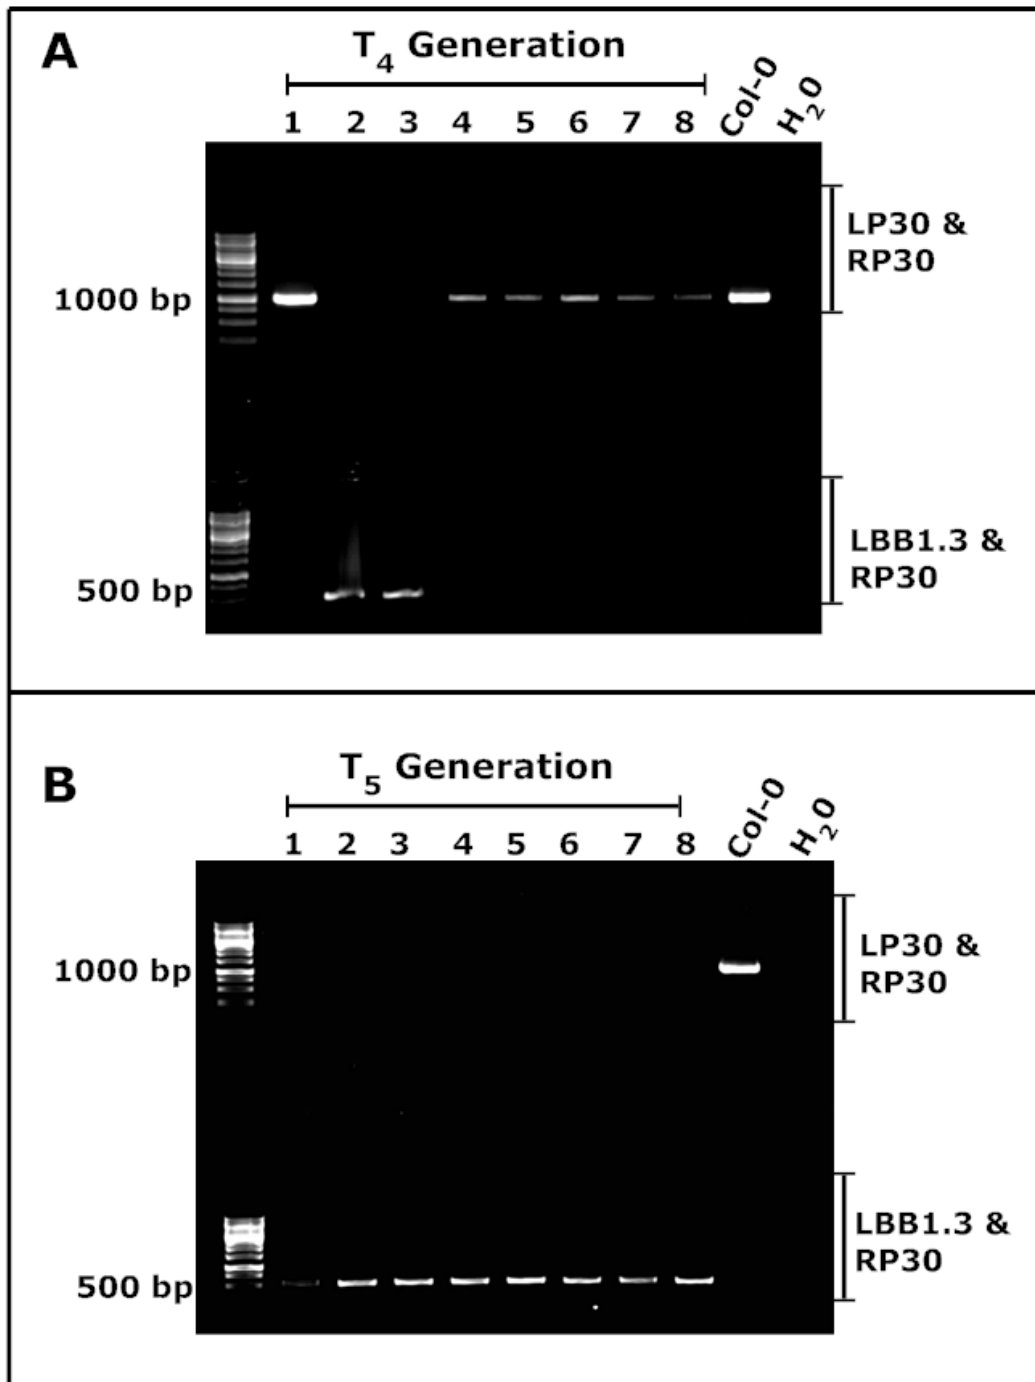 A
T4 Generation
1 2 3 4 5 6 7 8 Col-0 H20
LP30 &
RP30
1000 bp
LBB1.3 &
RP30
500 bp
B
T5 Generation
1 2 3 4 5 6 7 8 Col-0 H20
LP30 &
RP30
1000 bp
LBB1.3 &
RP30
500 bp